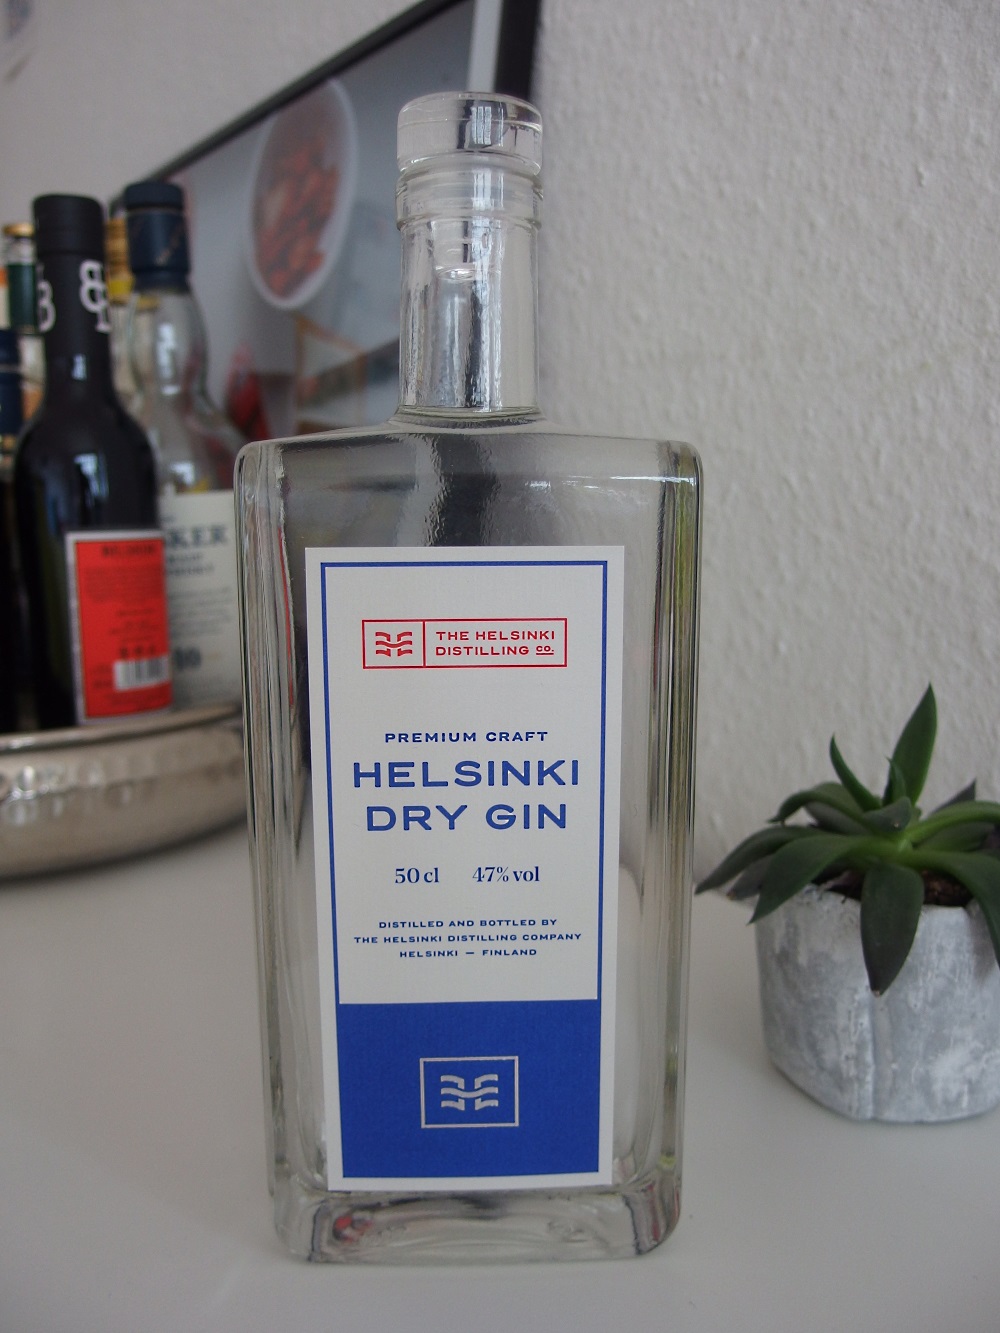 THE HELSINKI
DISTILLING CO.
PREMIUM CRAFT
HELSINKI
DRY GIN
50 cl 47% vol
DISTILLED AND BOTTLED BY
THE HELSINKI DISTILLING COMPANY
HELSINKI — FINLAND